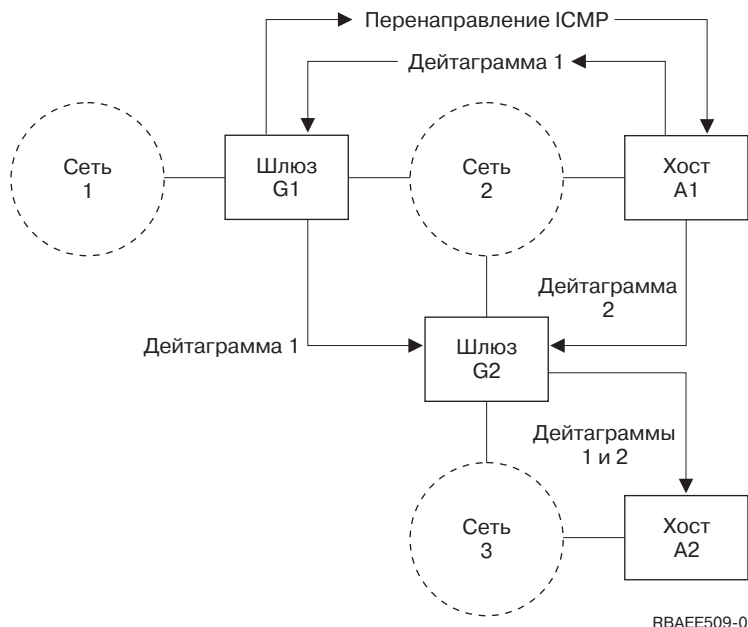 Перенаправление ICMP
Дейтаграмма 1
Сеть
1
Шлюз
G1
Сеть
2
Хост
A1
Дейтаграмма
2
Дейтаграмма 1
Шлюз
G2
Дейтаграммы
1 и 2
Сеть
3
Хост
A2
RBAFE509-0